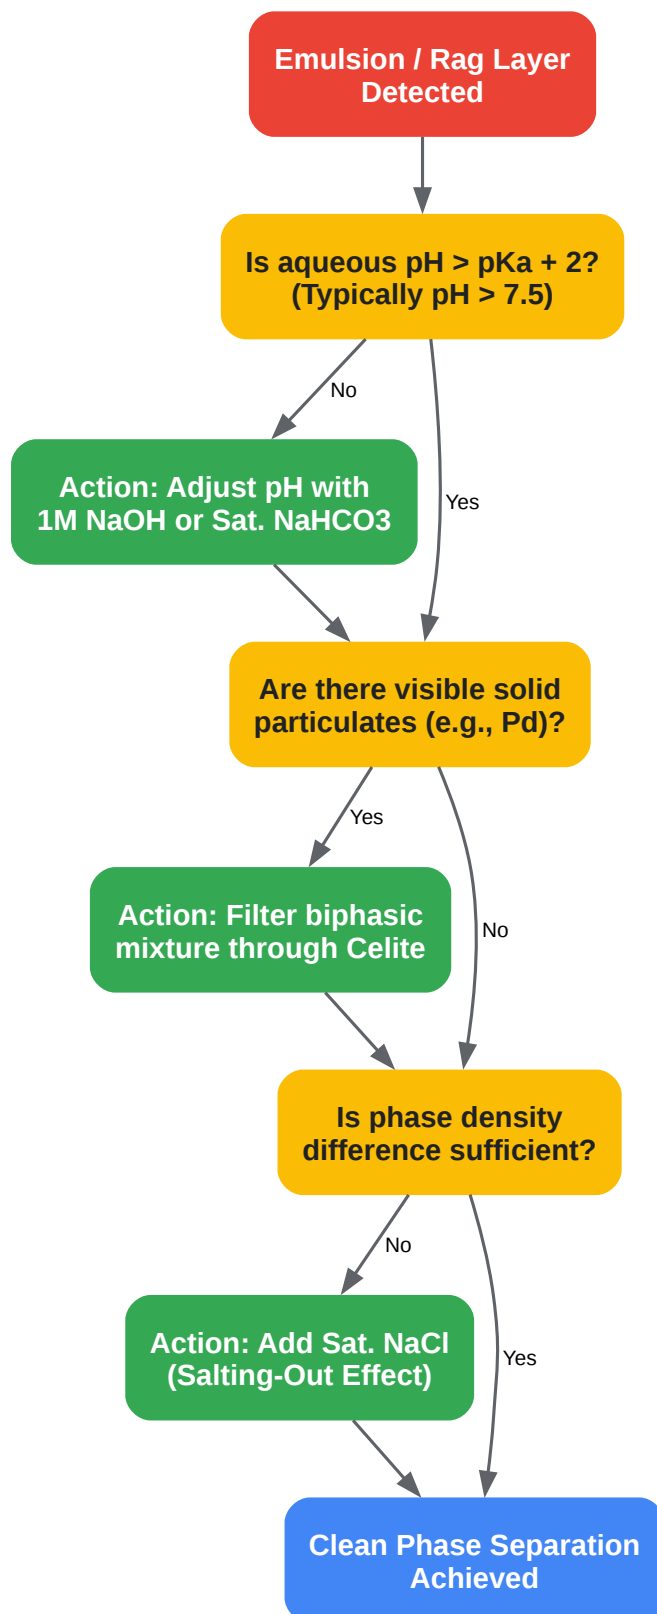 Emulsion / Rag Layer
Detected
Is aqueous pH > pKa + 2?
(Typically pH > 7.5)
No
Action: Adjust pH with
1M NaOH or Sat. NaHCO3
Yes
Are there visible solid
particulates (e.g., Pd)?
Yes
Action: Filter biphasic
mixture through Celite
No
Is phase density
difference sufficient?
No
Action: Add Sat. NaCl
(Salting-Out Effect)
Yes
Clean Phase Separation
Achieved